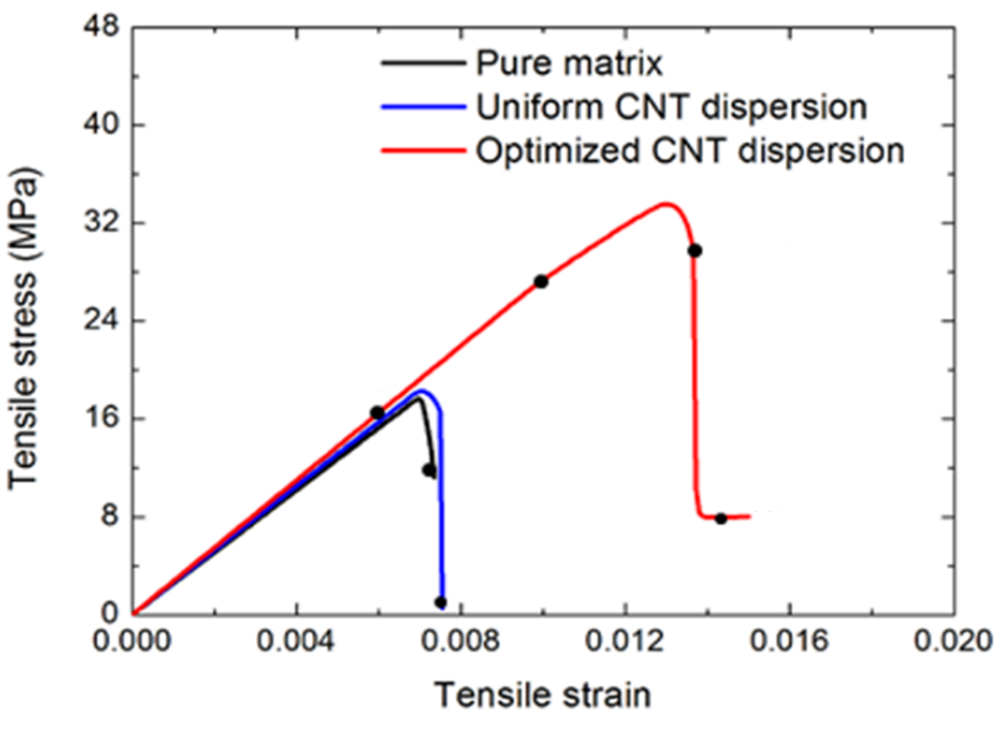 48
Pure matrix
Uniform CNT dispersion
40
Optimized CNT dispersion
32
24
16
8
0
Tensile stress (MPa)
0.000 0.004 0.008 0.012 0.016 0.020
Tensile strain